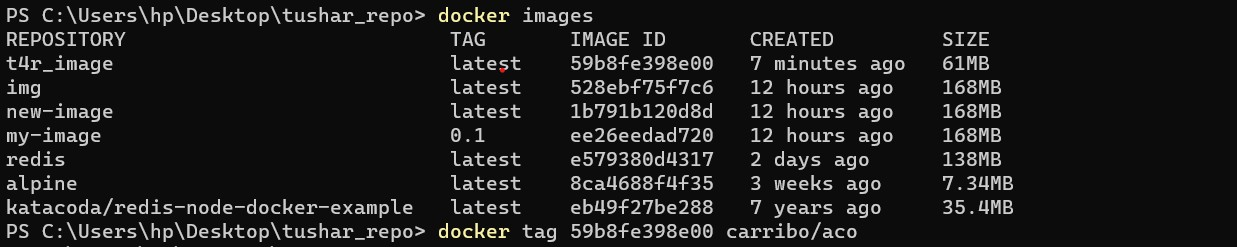 PS C:\Users\hp\Desktop\tushar_repo> docker images
REPOSITORY TAG IMAGE ID CREATED SIZE
t4r_image latest 59b8fe398e00 7 minutes ago 61MB
img latest 528ebf75f7c6 12 hours ago 168MB
new-image latest 1b791b120d8d 12 hours ago 168MB
my-image 0.1 ee26eedad720 12 hours ago 168MB
redis latest e579380d4317 2 days ago 138MB
alpine latest 8ca4688f4f35 3 weeks ago 7.34MB
katacoda/redis-node-docker-example latest eb49f27be288 7 years ago 35.4MB
PS C:\Users\hp\Desktop\tushar_repo> docker tag 59b8fe398e00 carribo/aco